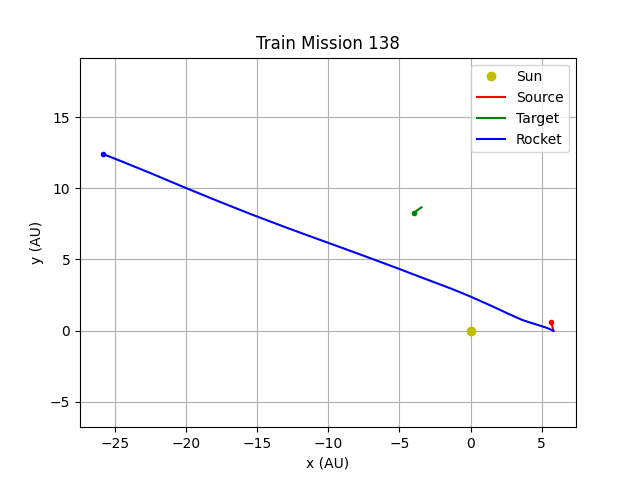 Train Mission 138
Sun
Source
Target
Rocket
15
10
5
0
−5
y (AU)
−25
−20
−15
−10
−5
0
5
x (AU)